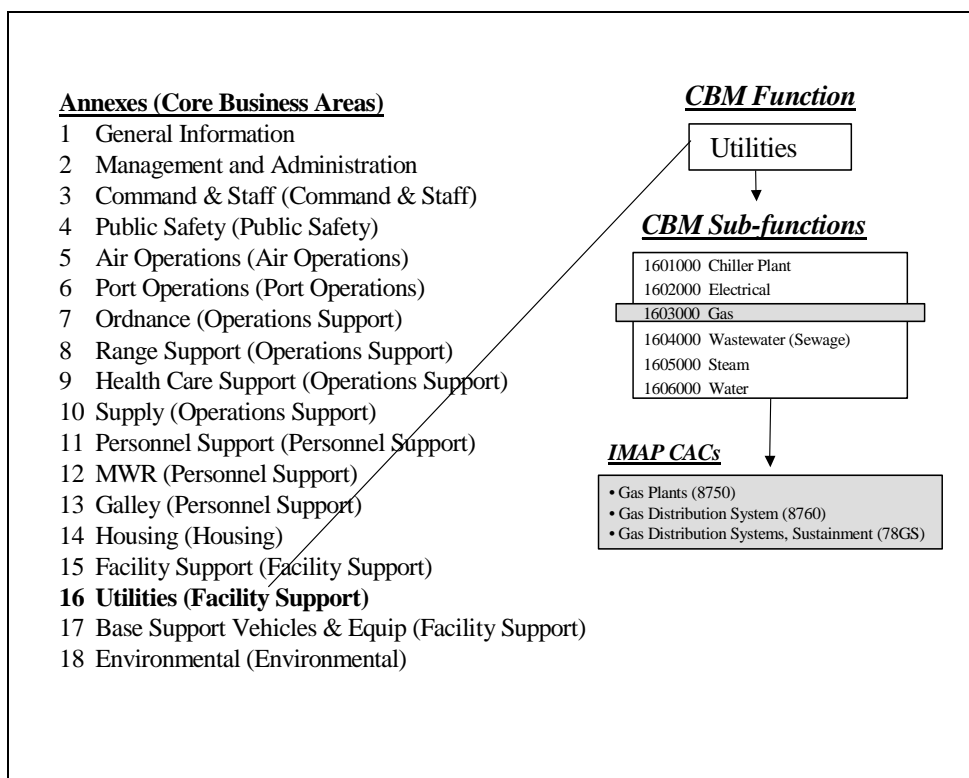 Annexes (Core Business Areas)
1 General Information
2 Management and Administration
3 Command & Staff (Command & Staff)
4 Public Safety (Public Safety)
5 Air Operations (Air Operations)
6 Port Operations (Port Operations)
7 Ordnance (Operations Support)
8 Range Support (Operations Support)
9 Health Care Support (Operations Support)
10 Supply (Operations Support)
11 Personnel Support (Personnel Support)
12 MWR (Personnel Support)
13 Galley (Personnel Support)
14 Housing (Housing)
15 Facility Support (Facility Support)
16 Utilities (Facility Support)
17 Base Support Vehicles & Equip (Facility Support)
18 Environmental (Environmental)
CBM Function
Utilities
CBM Sub-functions
1601000 Chiller Plant
1602000 Electrical
1603000 Gas
1604000 Wastewater (Sewage)
1605000 Steam
1606000 Water
IMAP CACs
• Gas Plants (8750)
• Gas Distribution System (8760)
• Gas Distribution Systems, Sustainment (78GS)